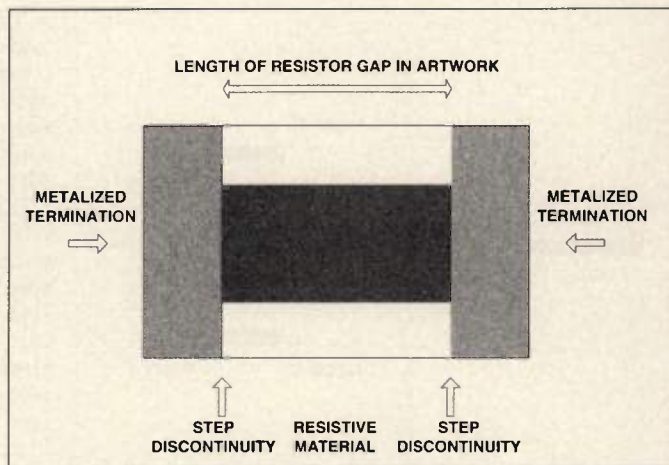 LENGTH OF RESISTOR GAP IN ARTWORK
METALIZED
TERMINATION
METALIZED
TERMINATION
STEP
DISCONTINUITY
RESISTIVE
MATERIAL
STEP
DISCONTINUITY